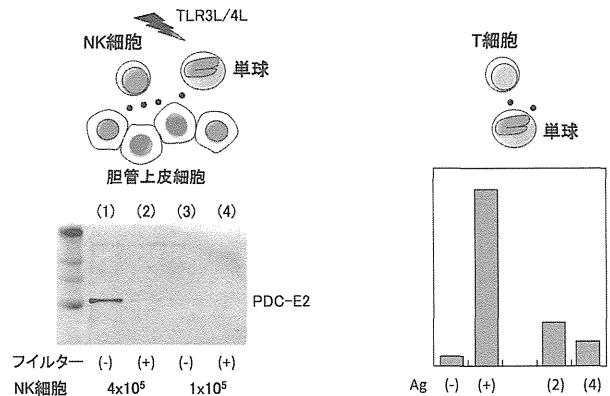 TLR3L/4L
NK細胞
単球
胆管上皮細胞
(1) (2) (3) (4)
PDC-E2
フイルター (-) (+) (-) (+)
NK細胞 4x10⁵ 1x10⁵
T細胞
単球
Ag (-) (+) (2) (4)